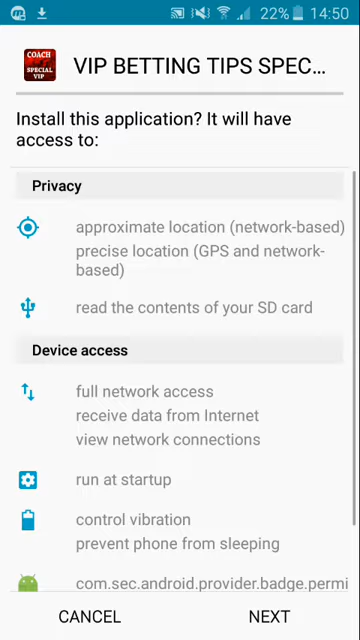 22% 14:50
COACH
SPECIAL
VIP
VIP BETTING TIPS SPEC...
Install this application? It will have
access to:
Privacy
approximate location (network-based)
precise location (GPS and network-
based)
read the contents of your SD card
Device access
full network access
receive data from Internet
view network connections
run at startup
control vibration
prevent phone from sleeping
com.sec.android.provider.badge.permi
CANCEL NEXT